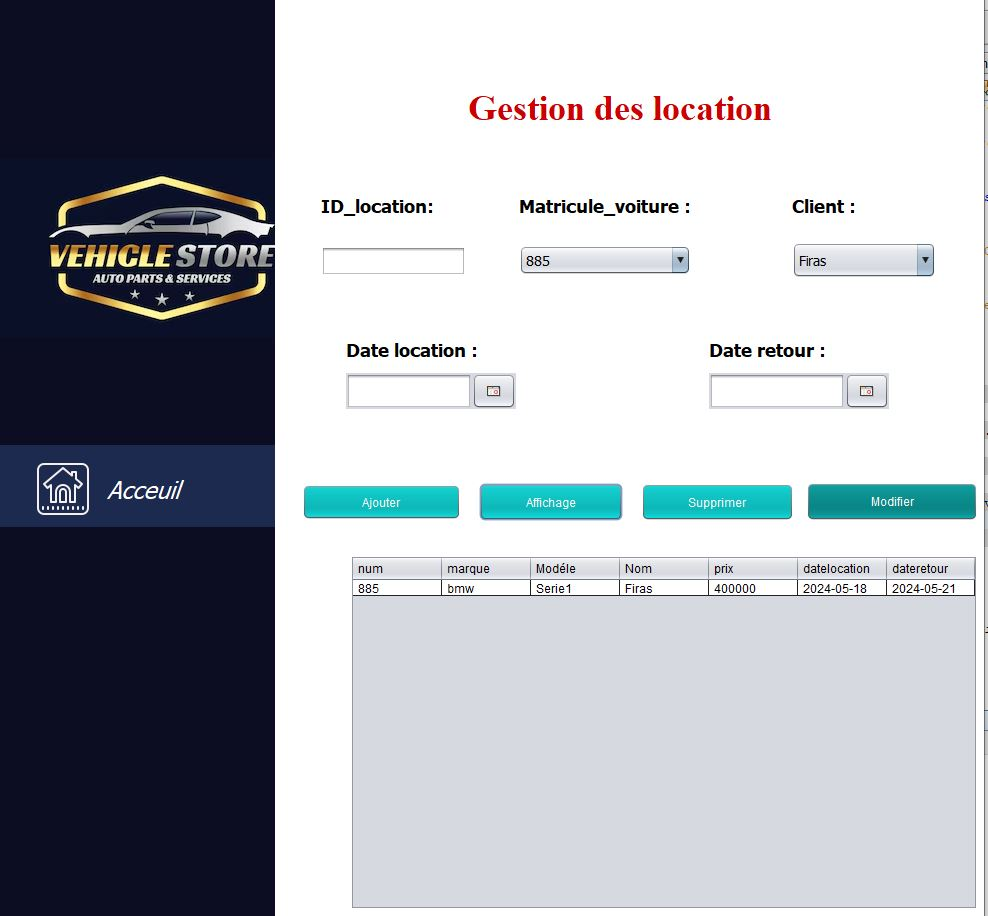 Gestion des location
VEHICLE STORE
AUTO PARTS & SERVICES
Acceuil
ID_location:
Matricule_voiture :
Client :
885
Firas
Date location :
Date retour :
Ajouter
Affichage
Supprimer
Modifier
num marque Modéle Nom prix datelocation dateretour
885 bmw Serie1 Firas 400000 2024-05-18 2024-05-21